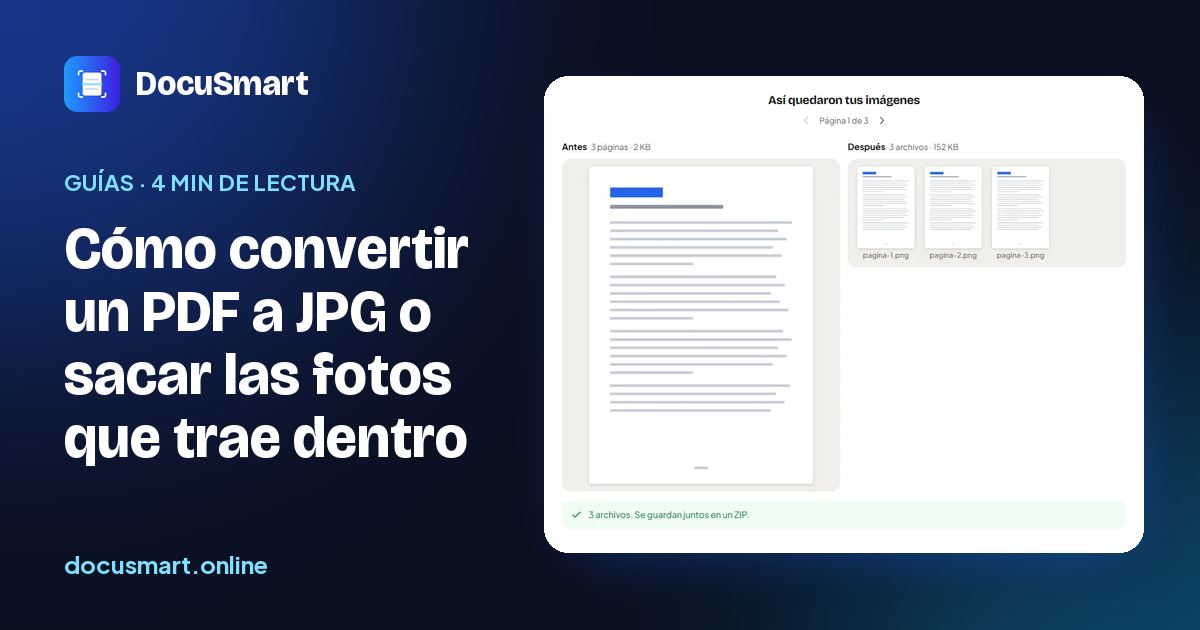 DocuSmart
GUÍAS · 4 MIN DE LECTURA
Cómo convertir
un PDF a JPG o
sacar las fotos
que trae dentro
docusmart.online
Así quedaron tus imágenes
Página 1 de 3
Antes 3 páginas · 2 KB
Después 3 archivos · 152 KB
pagina-1.png
pagina-2.png
pagina-3.png
3 archivos. Se guardan juntos en un ZIP.